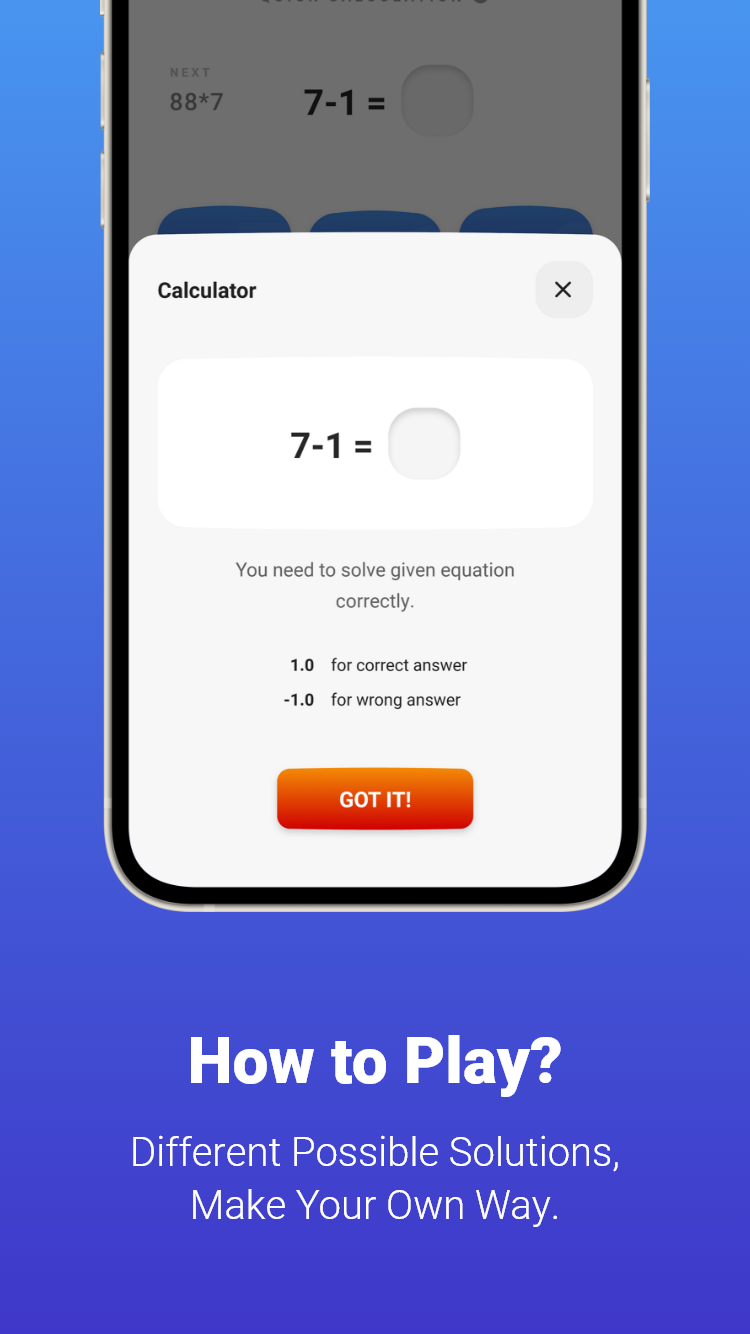 NEXT
88*7
7-1 =
Calculator
7-1 =
You need to solve given equation
correctly.
1.0 for correct answer
-1.0 for wrong answer
GOT IT!
How to Play?
Different Possible Solutions,
Make Your Own Way.